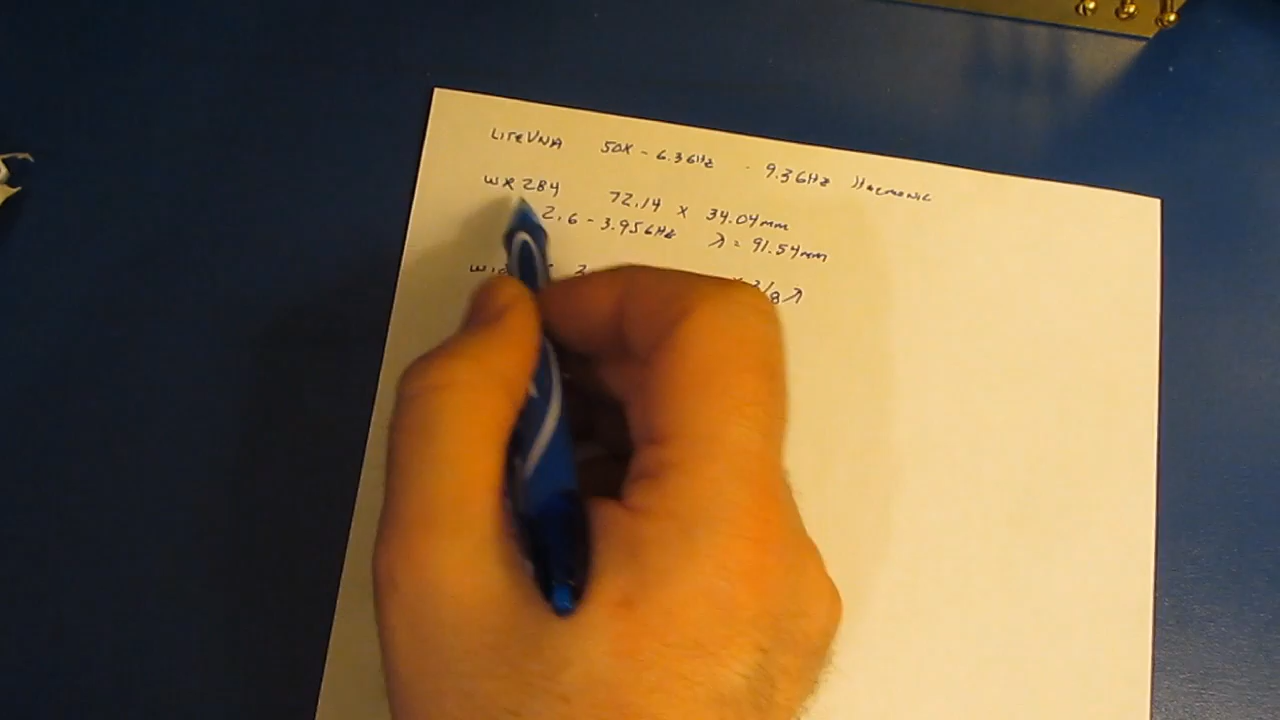 LITEVNA 50K - 6.3GHz - 9.3GHz HARMONIC
WR284 72.14 x 34.04mm
2.6 - 3.95GHz λ = 91.54mm
3/8 λ